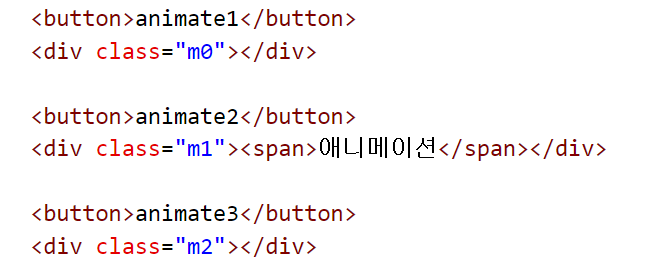 <button>animate1</button>
<div class="m0"></div>
<button>animate2</button>
<div class="m1"><span>애니메이션</span></div>
<button>animate3</button>
<div class="m2"></div>